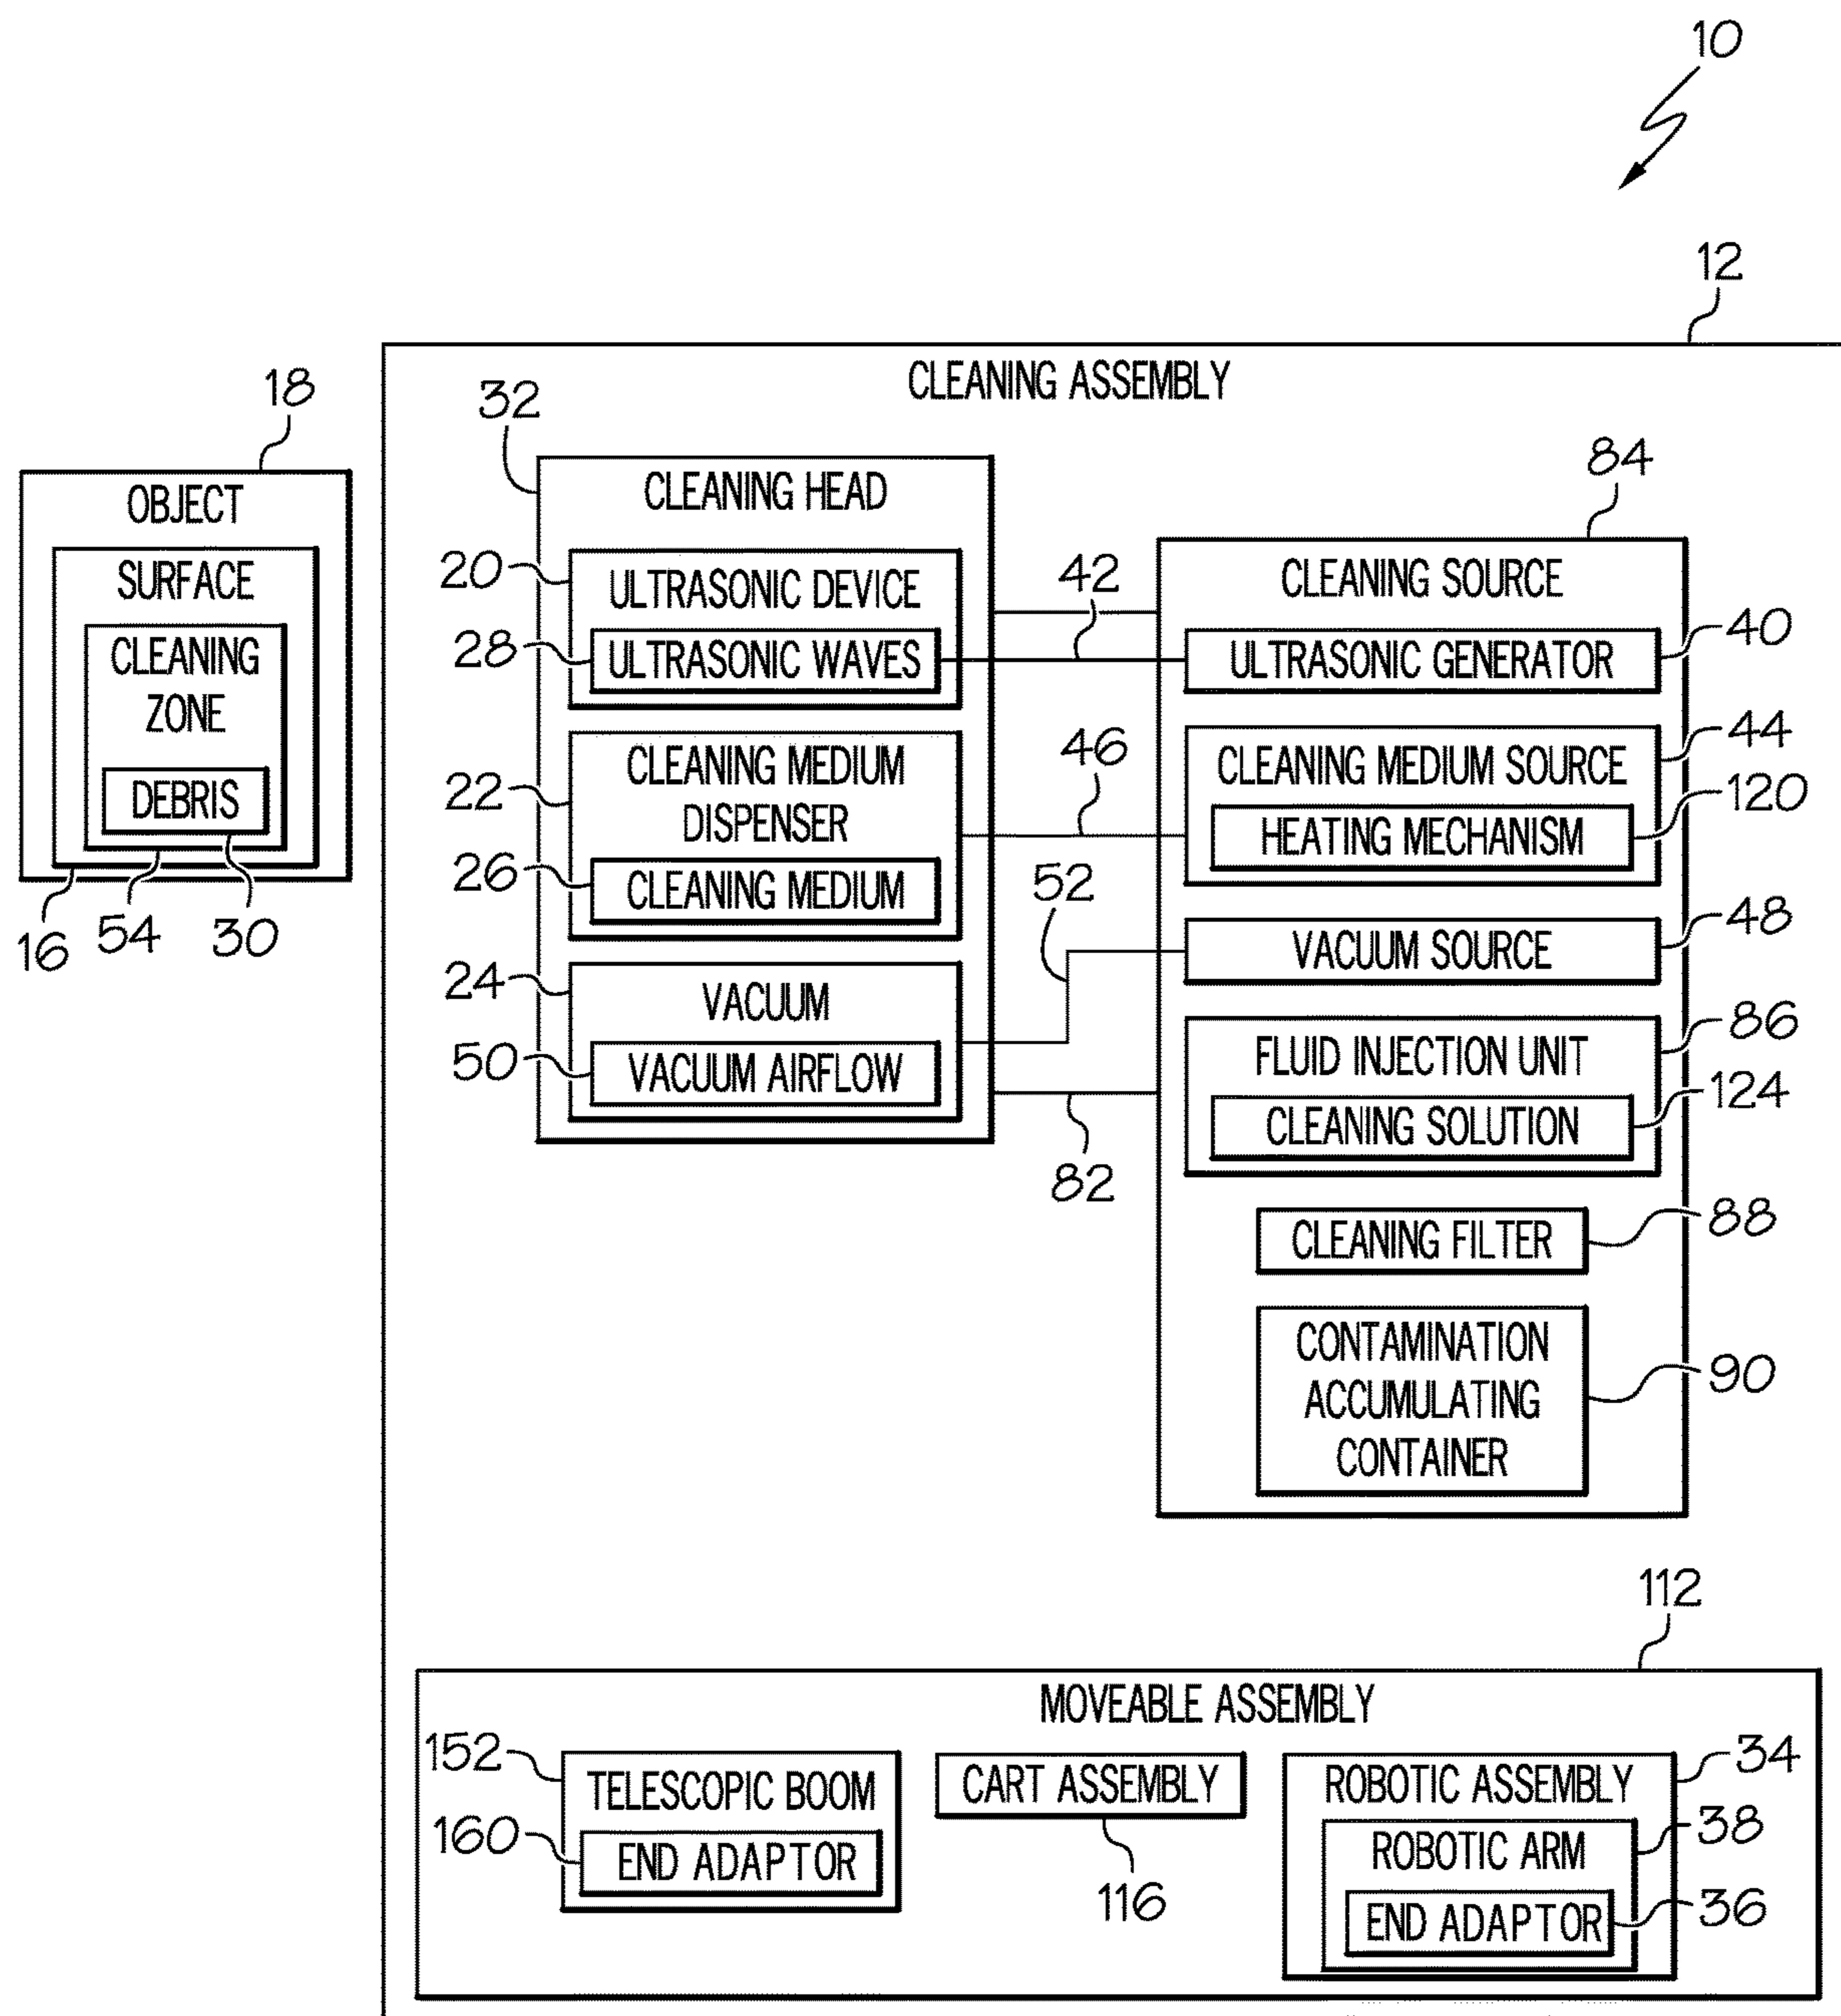 10
12
CLEANING ASSEMBLY
18
OBJECT
SURFACE
CLEANING
ZONE
DEBRIS
16
54
30
32
CLEANING HEAD
20
ULTRASONIC DEVICE
28
ULTRASONIC WAVES
22
CLEANING MEDIUM
DISPENSER
26
CLEANING MEDIUM
24
VACUUM
50
VACUUM AIRFLOW
42
46
52
82
84
CLEANING SOURCE
ULTRASONIC GENERATOR
40
CLEANING MEDIUM SOURCE
44
HEATING MECHANISM
120
VACUUM SOURCE
48
FLUID INJECTION UNIT
86
CLEANING SOLUTION
124
CLEANING FILTER
88
CONTAMINATION
ACCUMULATING
CONTAINER
90
112
MOVEABLE ASSEMBLY
152
TELESCOPIC BOOM
160
END ADAPTOR
CART ASSEMBLY
116
ROBOTIC ASSEMBLY
34
ROBOTIC ARM
38
END ADAPTOR
36